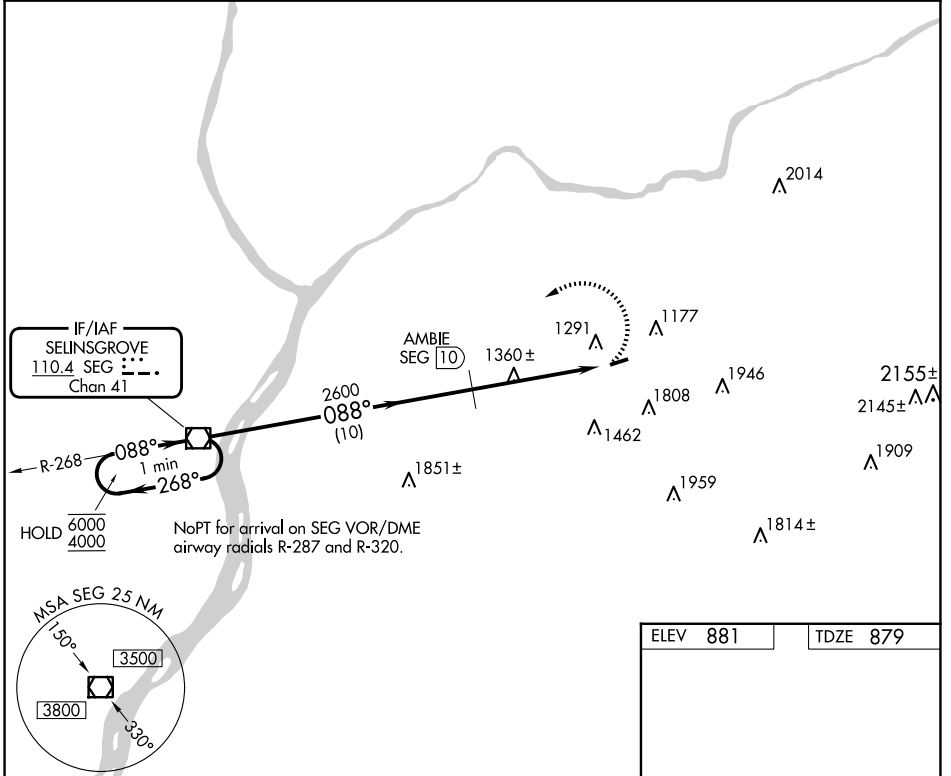 2014
IF/IAF
SELINSGROVE
110.4 SEG
Chan 41
AMBIE
SEG 10
1360±
1291
1177
2600
088°
(10)
1808
1946
2155±
2145±
1462
1909
R-268
088°
1 min
268°
1851±
1959
1814±
HOLD 6000
4000
NoPT for arrival on SEG VOR/DME
airway radials R-287 and R-320.
MSA SEG 25 NM
150°
3500
3800
330°
ELEV 881
TDZE 879